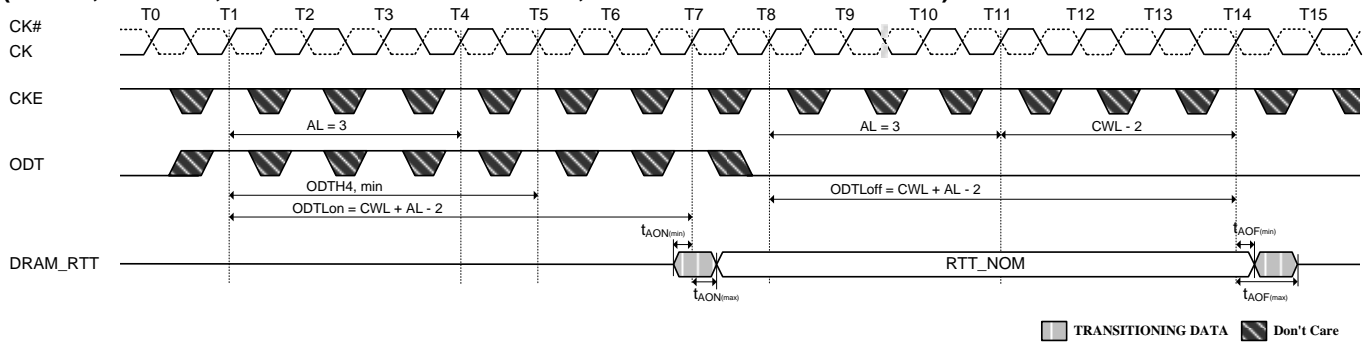 T0 T1 T2 T3 T4 T5 T6 T7 T8 T9 T10 T11 T12 T13 T14 T15
CK#
CK
CKE
AL = 3 AL = 3 CWL - 2
ODT
ODTH4, min ODTLoff = CWL + AL - 2
ODTLon = CWL + AL - 2
tAON(min) tAOF(min)
DRAM_RTT RTT_NOM
tAON(max) tAOF(max)
TRANSITIONING DATA Don't Care